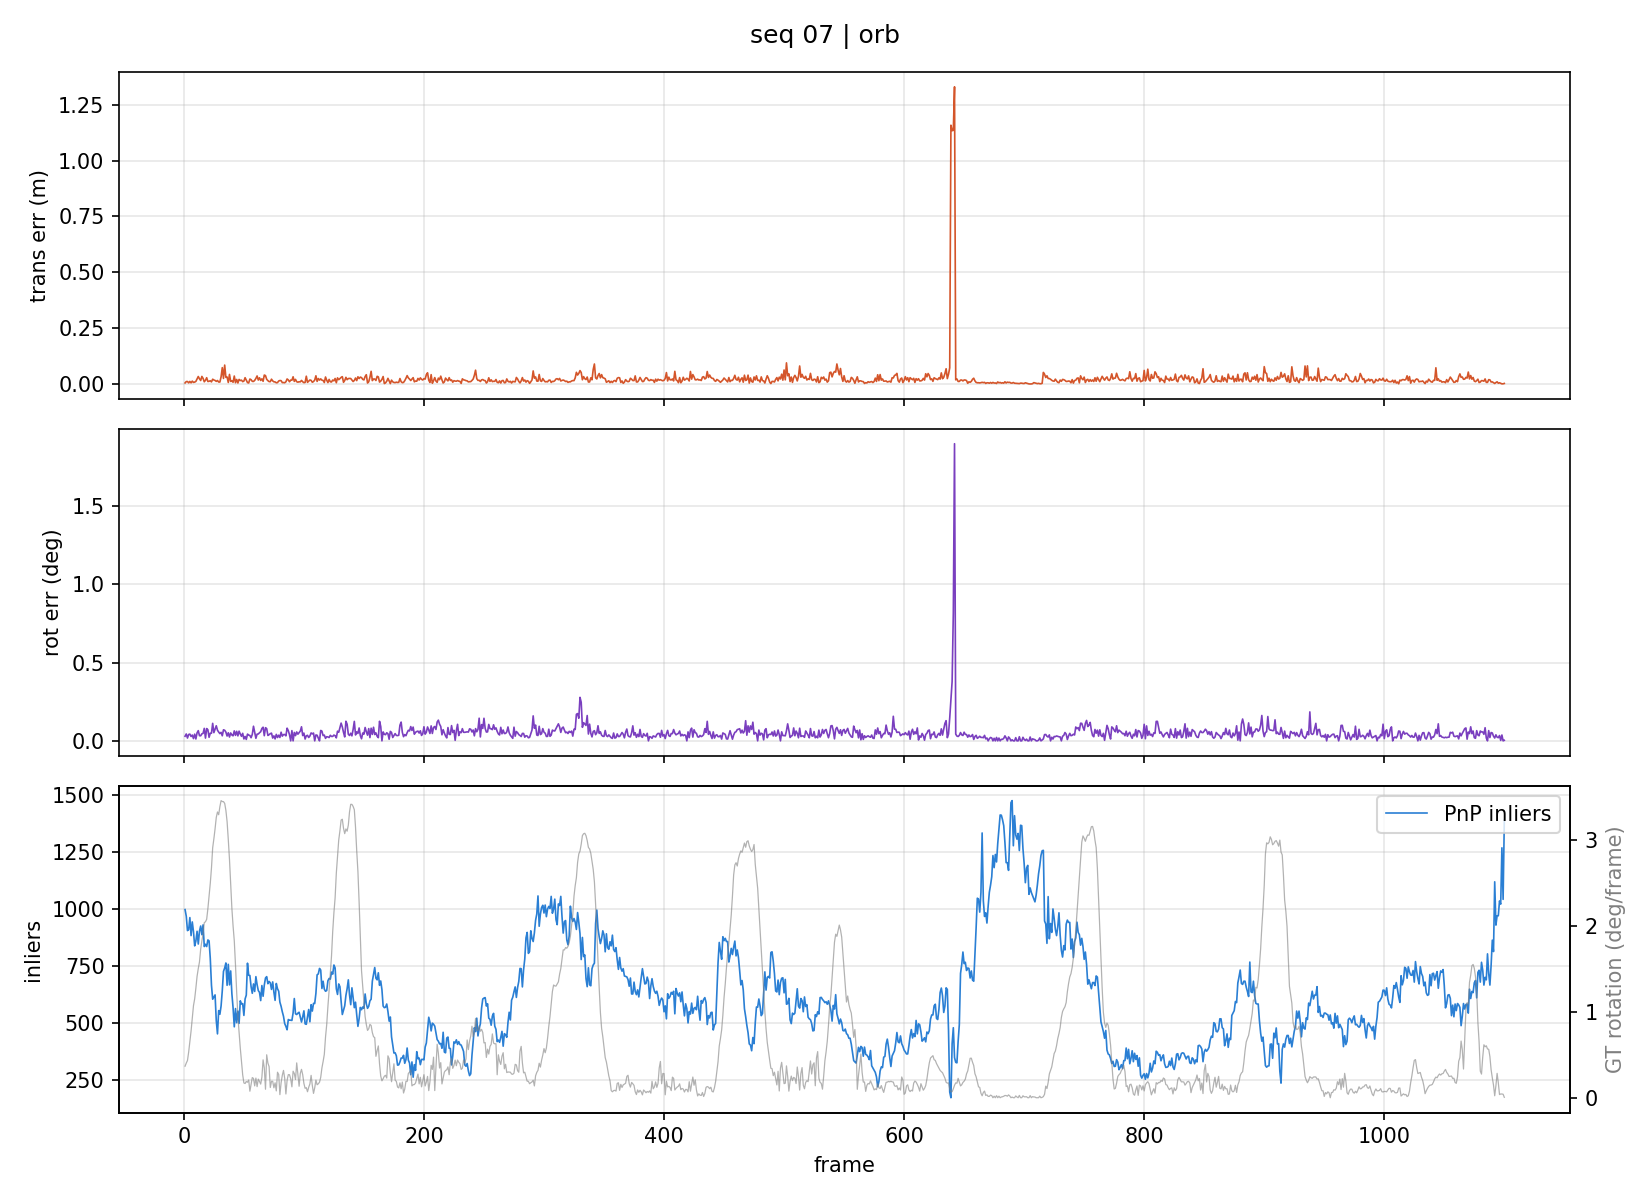 seq 07 | orb
trans err (m)
1.25
1.00
0.75
0.50
0.25
0.00
rot err (deg)
1.5
1.0
0.5
0.0
inliers
1500
1250
1000
750
500
250
PnP inliers
3
2
1
0
GT rotation (deg/frame)
0 200 400 600 800 1000
frame